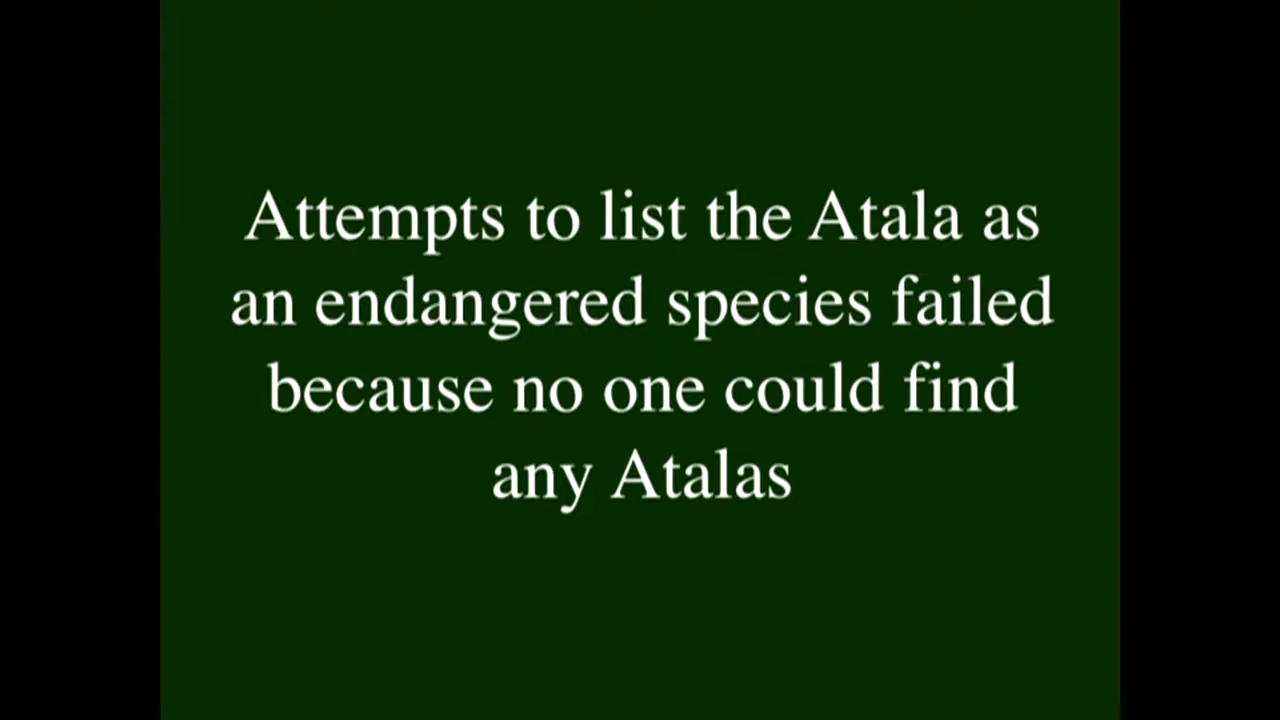 Attempts to list the Atala as
an endangered species failed
because no one could find
any Atalas